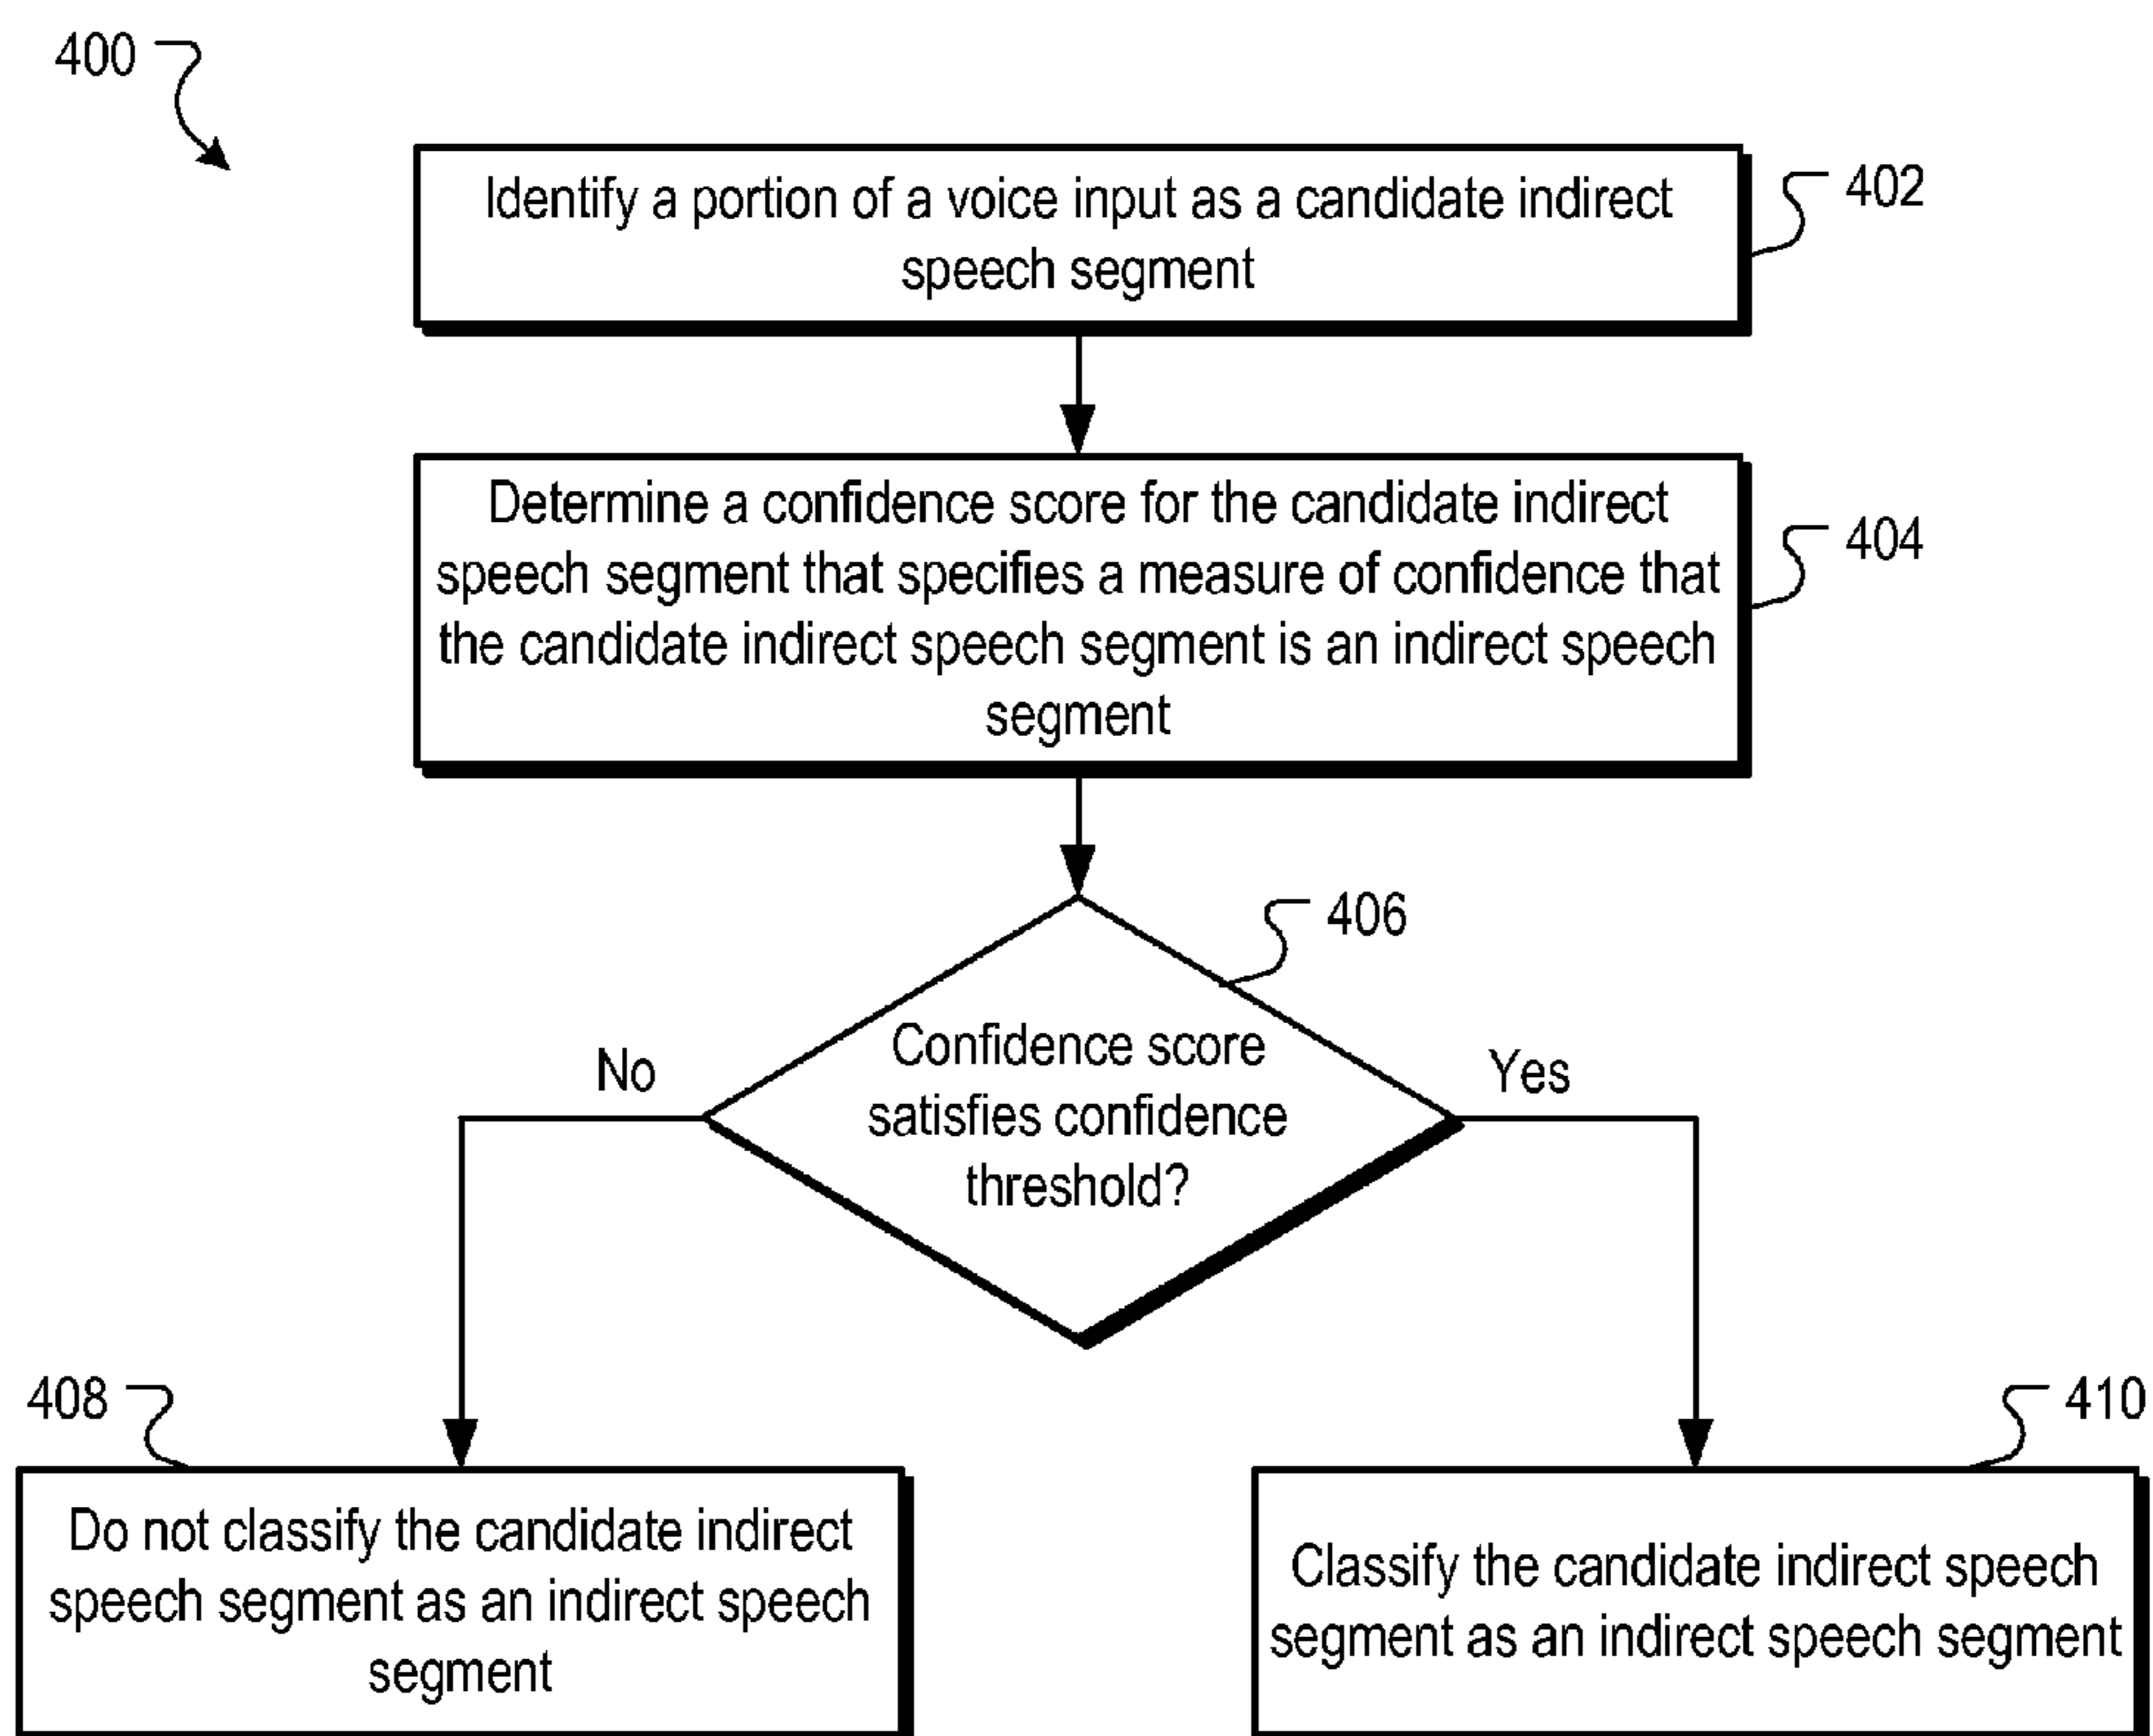 400
Identify a portion of a voice input as a candidate indirect
speech segment
402
Determine a confidence score for the candidate indirect
speech segment that specifies a measure of confidence that
the candidate indirect speech segment is an indirect speech
segment
404
406
Confidence score
satisfies confidence
threshold?
No
Yes
408
Do not classify the candidate indirect
speech segment as an indirect speech
segment
410
Classify the candidate indirect speech
segment as an indirect speech segment